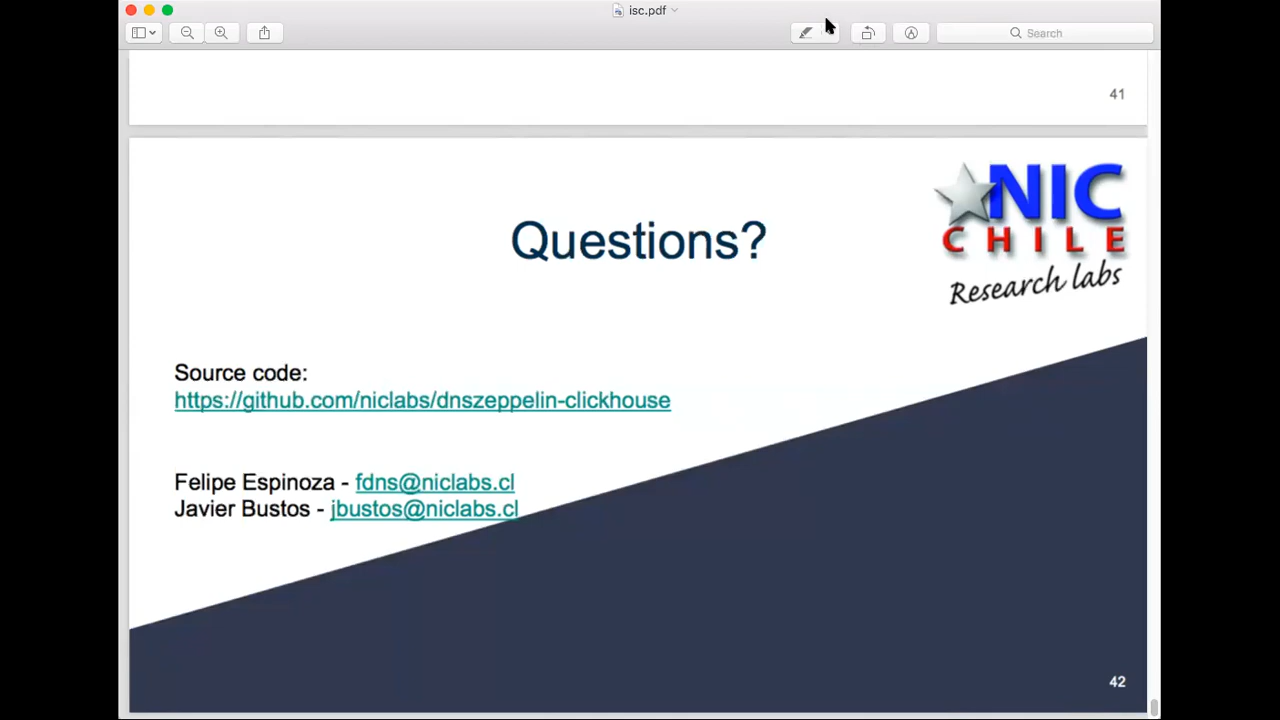 isc.pdf
Search
41
NIC
CHILE
Research labs
Questions?
Source code:
https://github.com/niclabs/dnszeppelin-clickhouse
Felipe Espinoza - fdns@niclabs.cl
Javier Bustos - jbustos@niclabs.cl
42